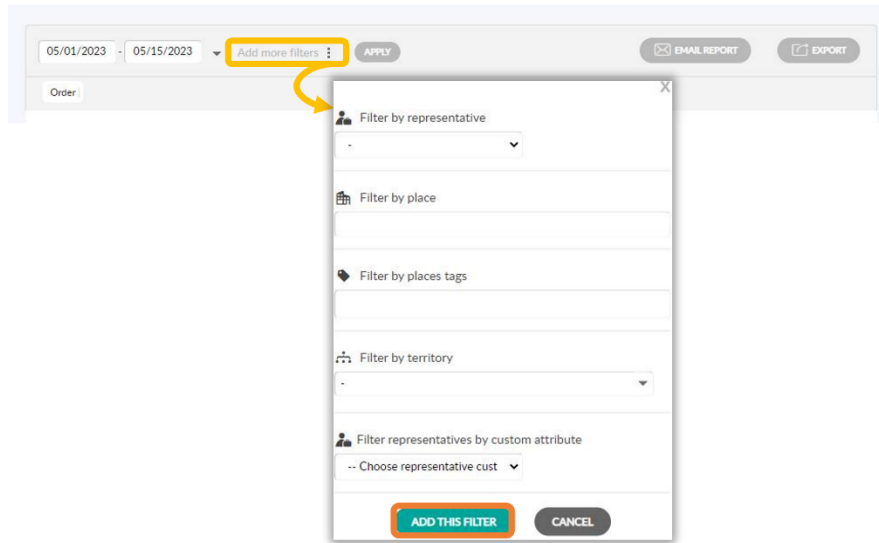 05/01/2023 - 05/15/2023 Add more filters APPLY EMAIL REPORT EXPORT
Order
X
Filter by representative
-
Filter by place
Filter by places tags
Filter by territory
-
Filter representatives by custom attribute
-- Choose representative cust
ADD THIS FILTER CANCEL